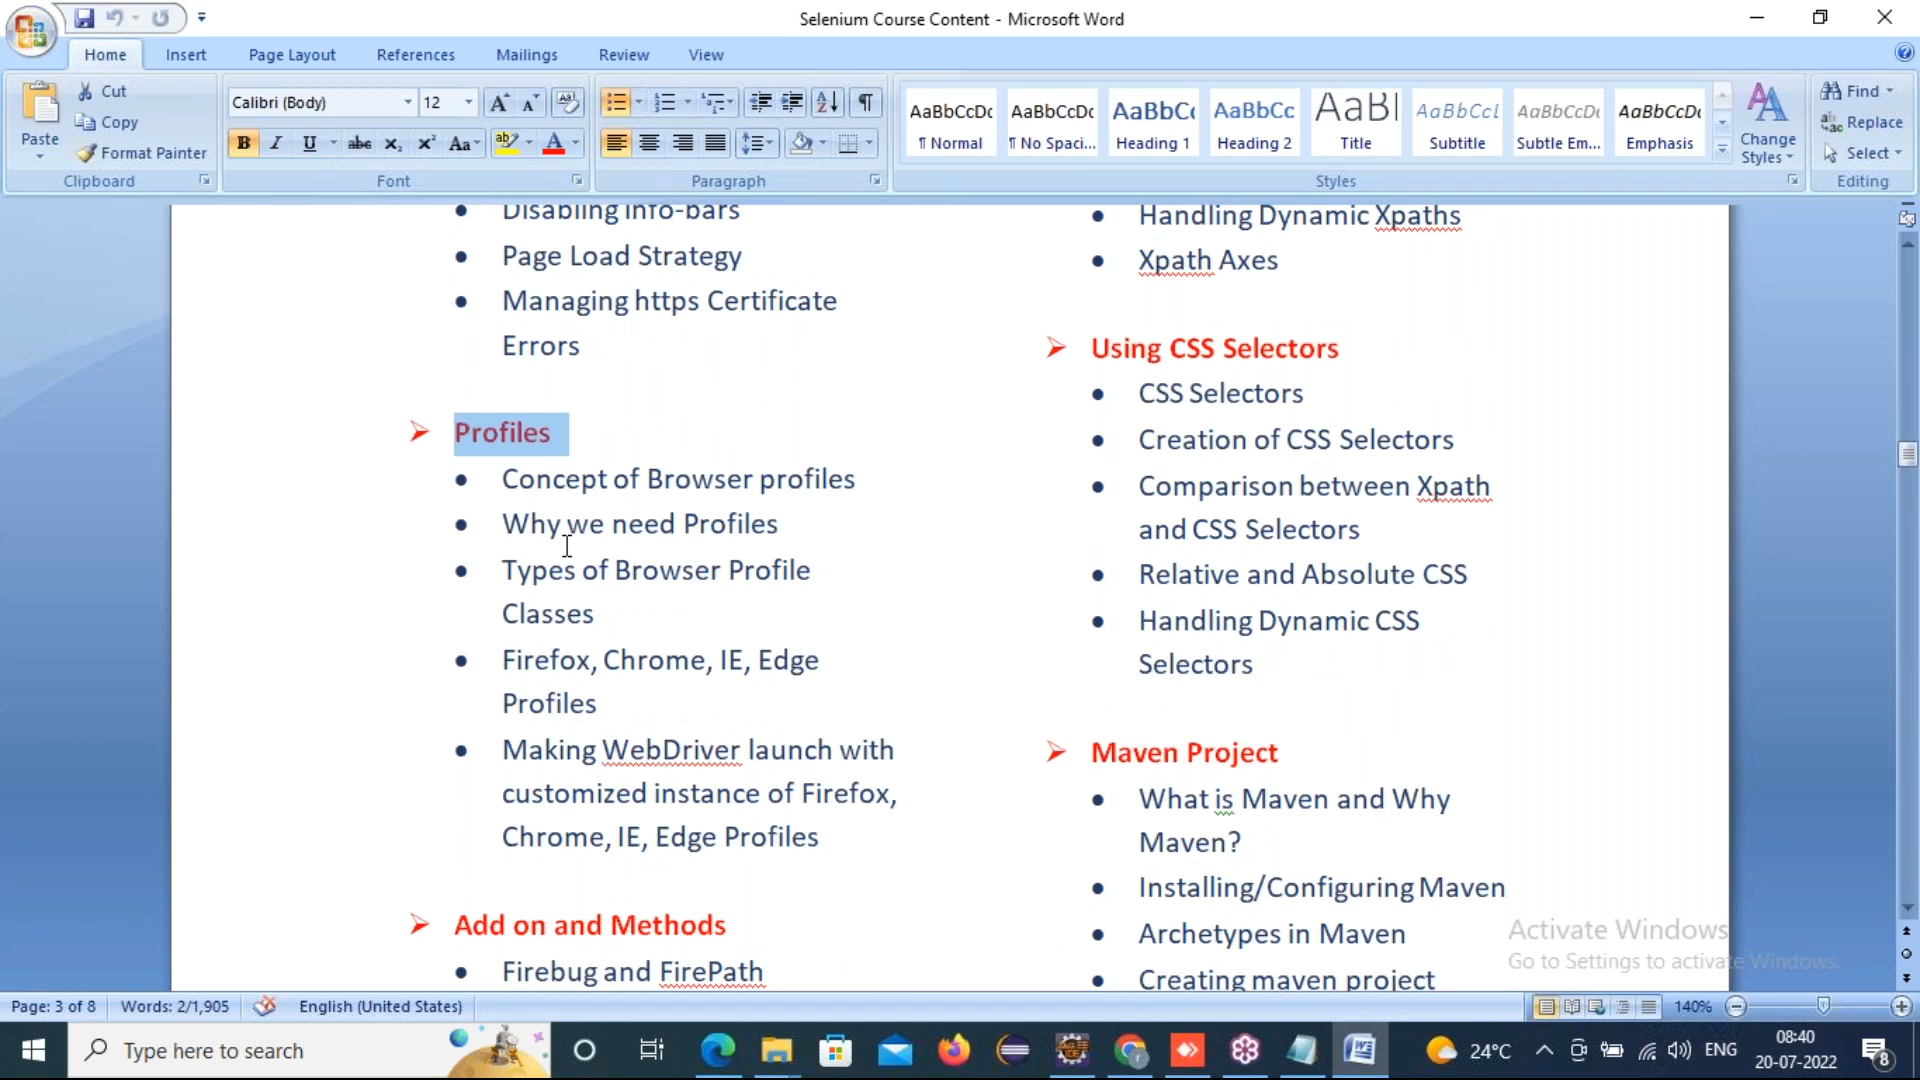 Selenium Course Content - Microsoft Word
Home Insert Page Layout References Mailings Review View
Paste
Cut
Copy
Format Painter
Clipboard
Calibri (Body) 12
Font
Paragraph
AaBbCcDc AaBbCcDc AaBbC AaBbCc AaB AaBbCcL AaBbCcDc AaBbCcDc
¶ Normal ¶ No Spaci... Heading 1 Heading 2 Title Subtitle Subtle Em... Emphasis
Change Styles
Styles
Find
Replace
Select
Editing
Disabling info-bars
Page Load Strategy
Managing https Certificate
Errors
Profiles
Concept of Browser profiles
Why we need Profiles
Types of Browser Profile
Classes
Firefox, Chrome, IE, Edge
Profiles
Making WebDriver launch with
customized instance of Firefox,
Chrome, IE, Edge Profiles
Add on and Methods
Firebug and FirePath
Handling Dynamic Xpaths
Xpath Axes
Using CSS Selectors
CSS Selectors
Creation of CSS Selectors
Comparison between Xpath
and CSS Selectors
Relative and Absolute CSS
Handling Dynamic CSS
Selectors
Maven Project
What is Maven and Why
Maven?
Installing/Configuring Maven
Archetypes in Maven
Creating maven project
Activate Windows
Go to Settings to activate Windows.
Page: 3 of 8 Words: 2/1,905 English (United States) 140%
Type here to search
24°C ENG 08:40
20-07-2022 8